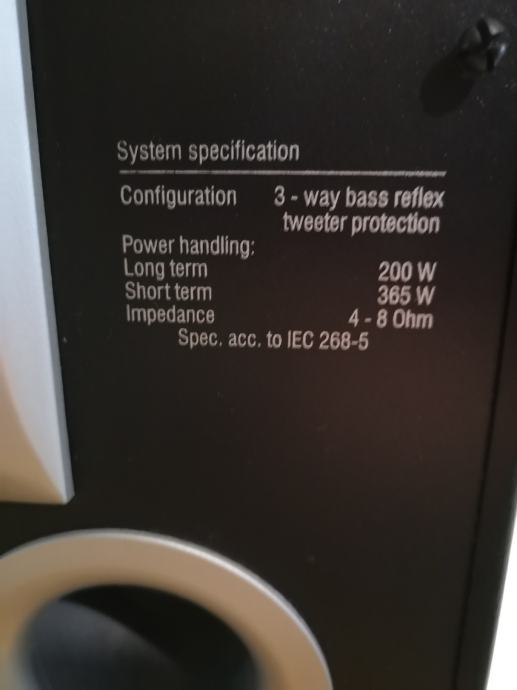 System specification
Configuration 3 - way bass reflex
tweeter protection
Power handling:
Long term 200 W
Short term 365 W
Impedance 4 - 8 Ohm
Spec. acc. to IEC 268-5